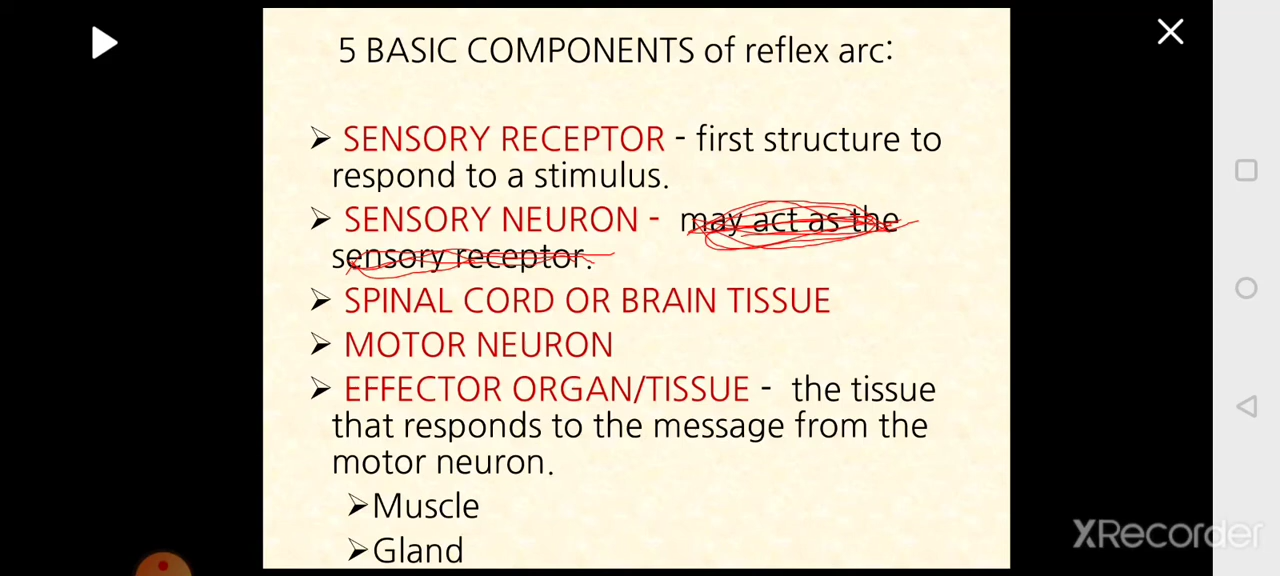 5 BASIC COMPONENTS of reflex arc:
➢ SENSORY RECEPTOR - first structure to
respond to a stimulus.
➢ SENSORY NEURON - may act as the
sensory receptor.
➢ SPINAL CORD OR BRAIN TISSUE
➢ MOTOR NEURON
➢ EFFECTOR ORGAN/TISSUE - the tissue
that responds to the message from the
motor neuron.
➢Muscle
➢Gland
XRecorder